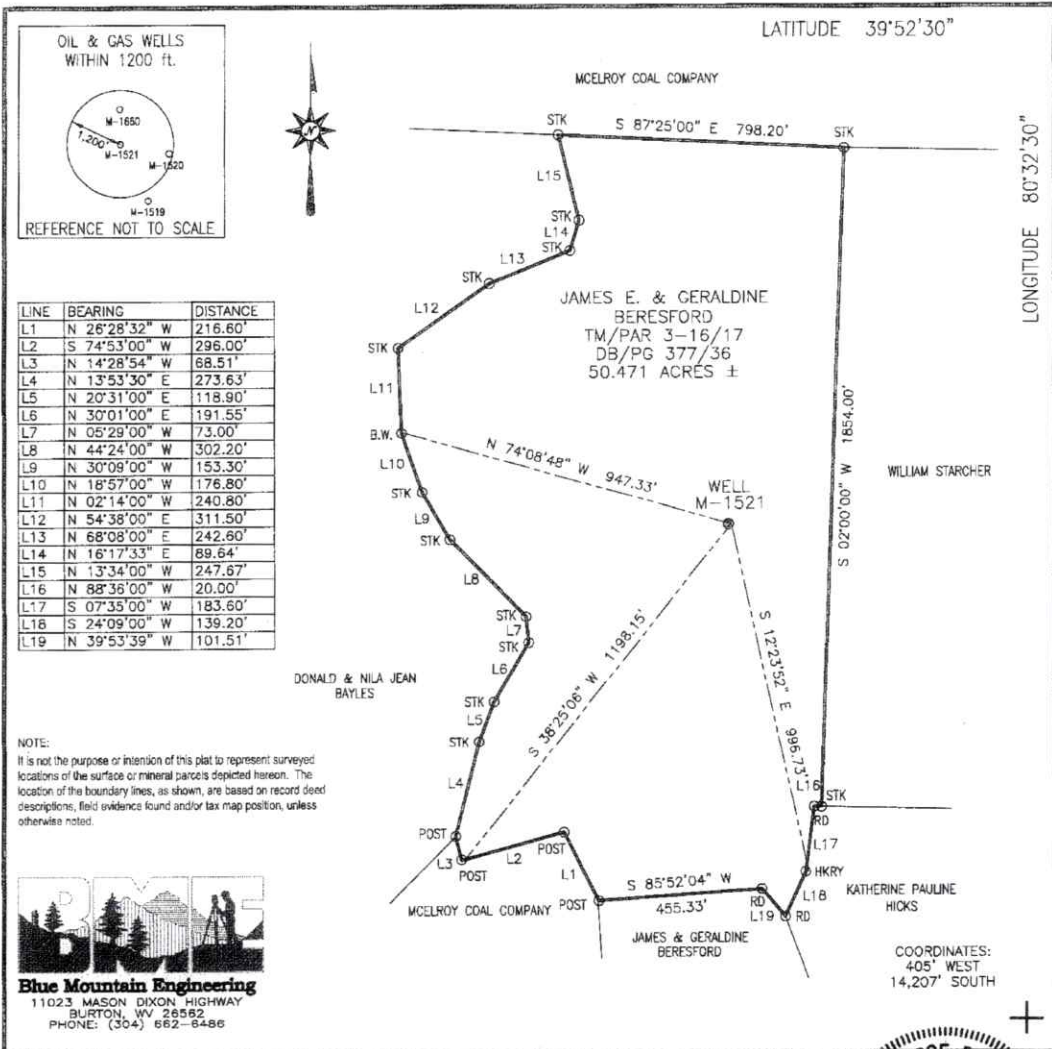 LATITUDE 39°52'30"
OIL & GAS WELLS
WITHIN 1200 ft.
M-1650
1,200'
M-1521
M-1520
M-1519
REFERENCE NOT TO SCALE
N
MCELROY COAL COMPANY
STK
S 87°25'00" E 798.20'
STK
LONGITUDE 80°32'30"
L15
STK
L14
STK
L13
STK
L12
STK
L11
B.W.
L10
STK
L9
STK
L8
STK
L7
STK
L6
STK
L5
STK
L4
POST
L3
POST
L2
POST
L1
POST
JAMES E. & GERALDINE
BERESFORD
TM/PAR 3-16/17
DB/PG 377/36
50.471 ACRES ±
LINE BEARING DISTANCE
L1 N 26°28'32" W 216.60'
L2 S 74°53'00" W 296.00'
L3 N 14°28'54" W 68.51'
L4 N 13°53'30" E 273.63'
L5 N 20°31'00" E 118.90'
L6 N 30°01'00" E 191.55'
L7 N 05°29'00" W 73.00'
L8 N 44°24'00" W 302.20'
L9 N 30°09'00" W 153.30'
L10 N 18°57'00" W 176.80'
L11 N 02°14'00" W 240.80'
L12 N 54°38'00" E 311.50'
L13 N 68°08'00" E 242.60'
L14 N 16°17'33" E 89.64'
L15 N 13°34'00" W 247.67'
L16 N 88°36'00" W 20.00'
L17 S 07°35'00" W 183.60'
L18 S 24°09'00" W 139.20'
L19 N 39°53'39" W 101.51'
N 74°08'48" W 947.33'
WELL
M-1521
S 02°00'00" W 1854.00'
WILLIAM STARCHER
S 38°25'06" W 1198.15'
S 12°23'52" E 996.73'
DONALD & NILA JEAN
BAYLES
NOTE:
It is not the purpose or intention of this plat to represent surveyed
locations of the surface or mineral parcels depicted hereon. The
location of the boundary lines, as shown, are based on record deed
descriptions, field evidence found and/or tax map position, unless
otherwise noted.
L16
STK
RD
L17
HKRY
L18
RD
L19
RD
S 85°52'04" W
455.33'
MCELROY COAL COMPANY
JAMES & GERALDINE
BERESFORD
KATHERINE PAULINE
HICKS
COORDINATES:
405' WEST
14,207' SOUTH
BME
Blue Mountain Engineering
11023 MASON DIXON HIGHWAY
BURTON, WV 26562
PHONE: (304) 662-6486